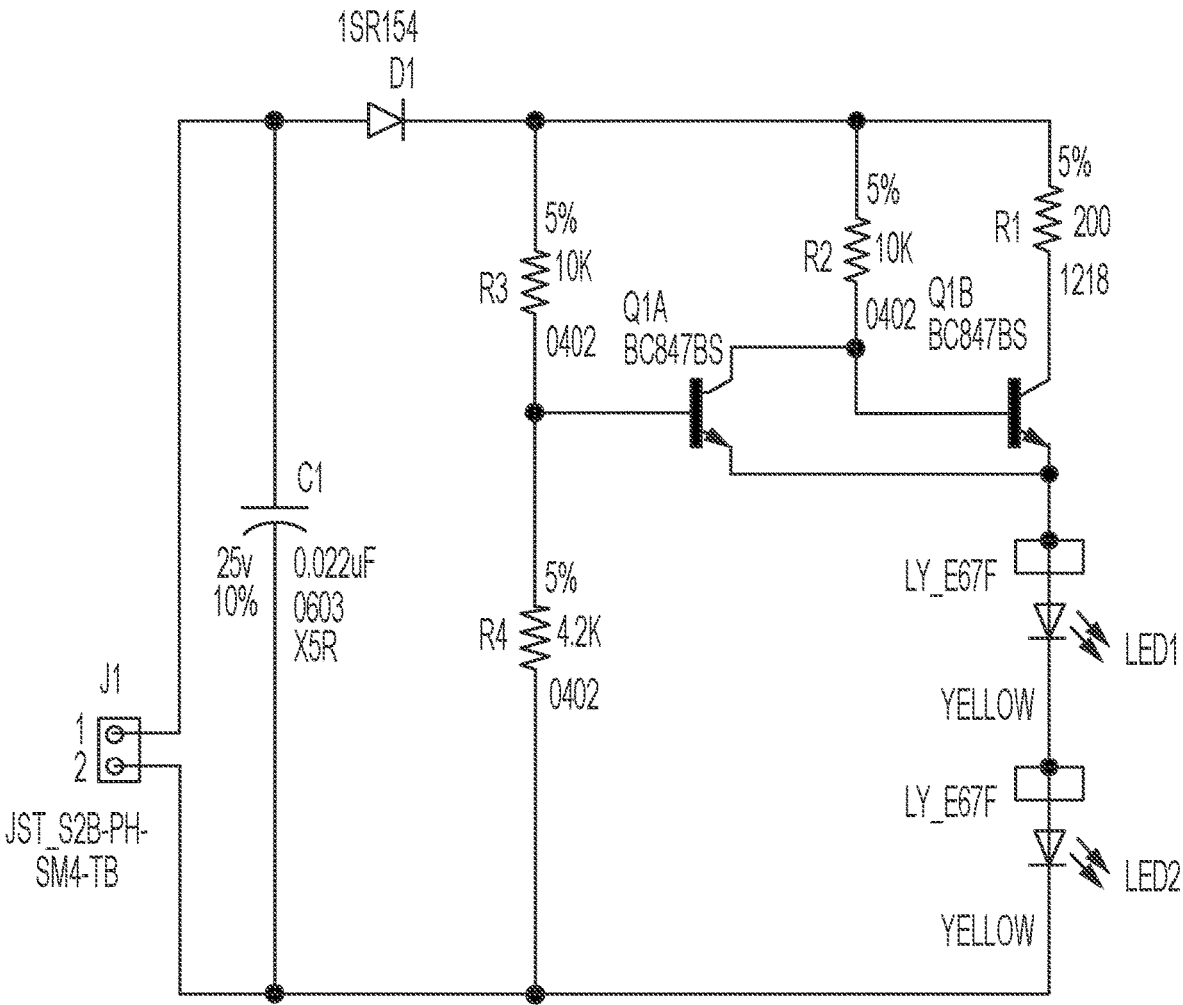 1SR154
D1
5%
R1
200
1218
5%
R2
10K
0402
5%
R3
10K
0402
Q1A
BC847BS
Q1B
BC847BS
C1
25v
10%
0.022uF
0603
X5R
5%
R4
4.2K
0402
LY_E67F
LED1
YELLOW
J1
1
2
JST_S2B-PH-
SM4-TB
LY_E67F
LED2
YELLOW